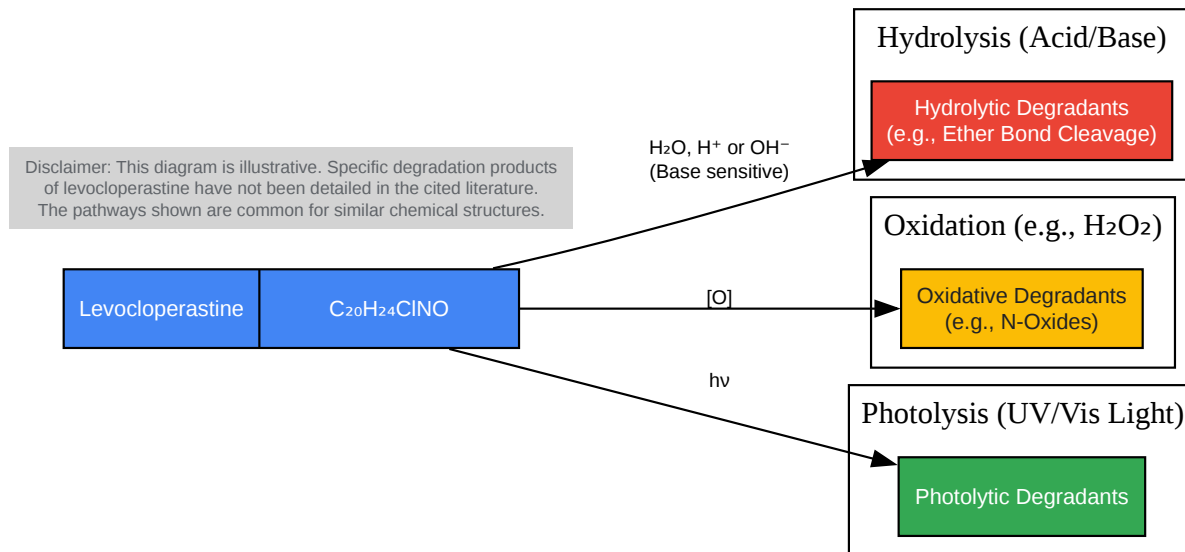 Hydrolysis (Acid/Base)
Hydrolytic Degradants
(e.g., Ether Bond Cleavage)
H₂O, H⁺ or OH⁻
(Base sensitive)
Disclaimer: This diagram is illustrative. Specific degradation products
of levocloperastine have not been detailed in the cited literature.
The pathways shown are common for similar chemical structures.
Oxidation (e.g., H₂O₂)
Levocloperastine
C₂₀H₂₄ClNO
[O]
Oxidative Degradants
(e.g., N-Oxides)
hν
Photolysis (UV/Vis Light)
Photolytic Degradants